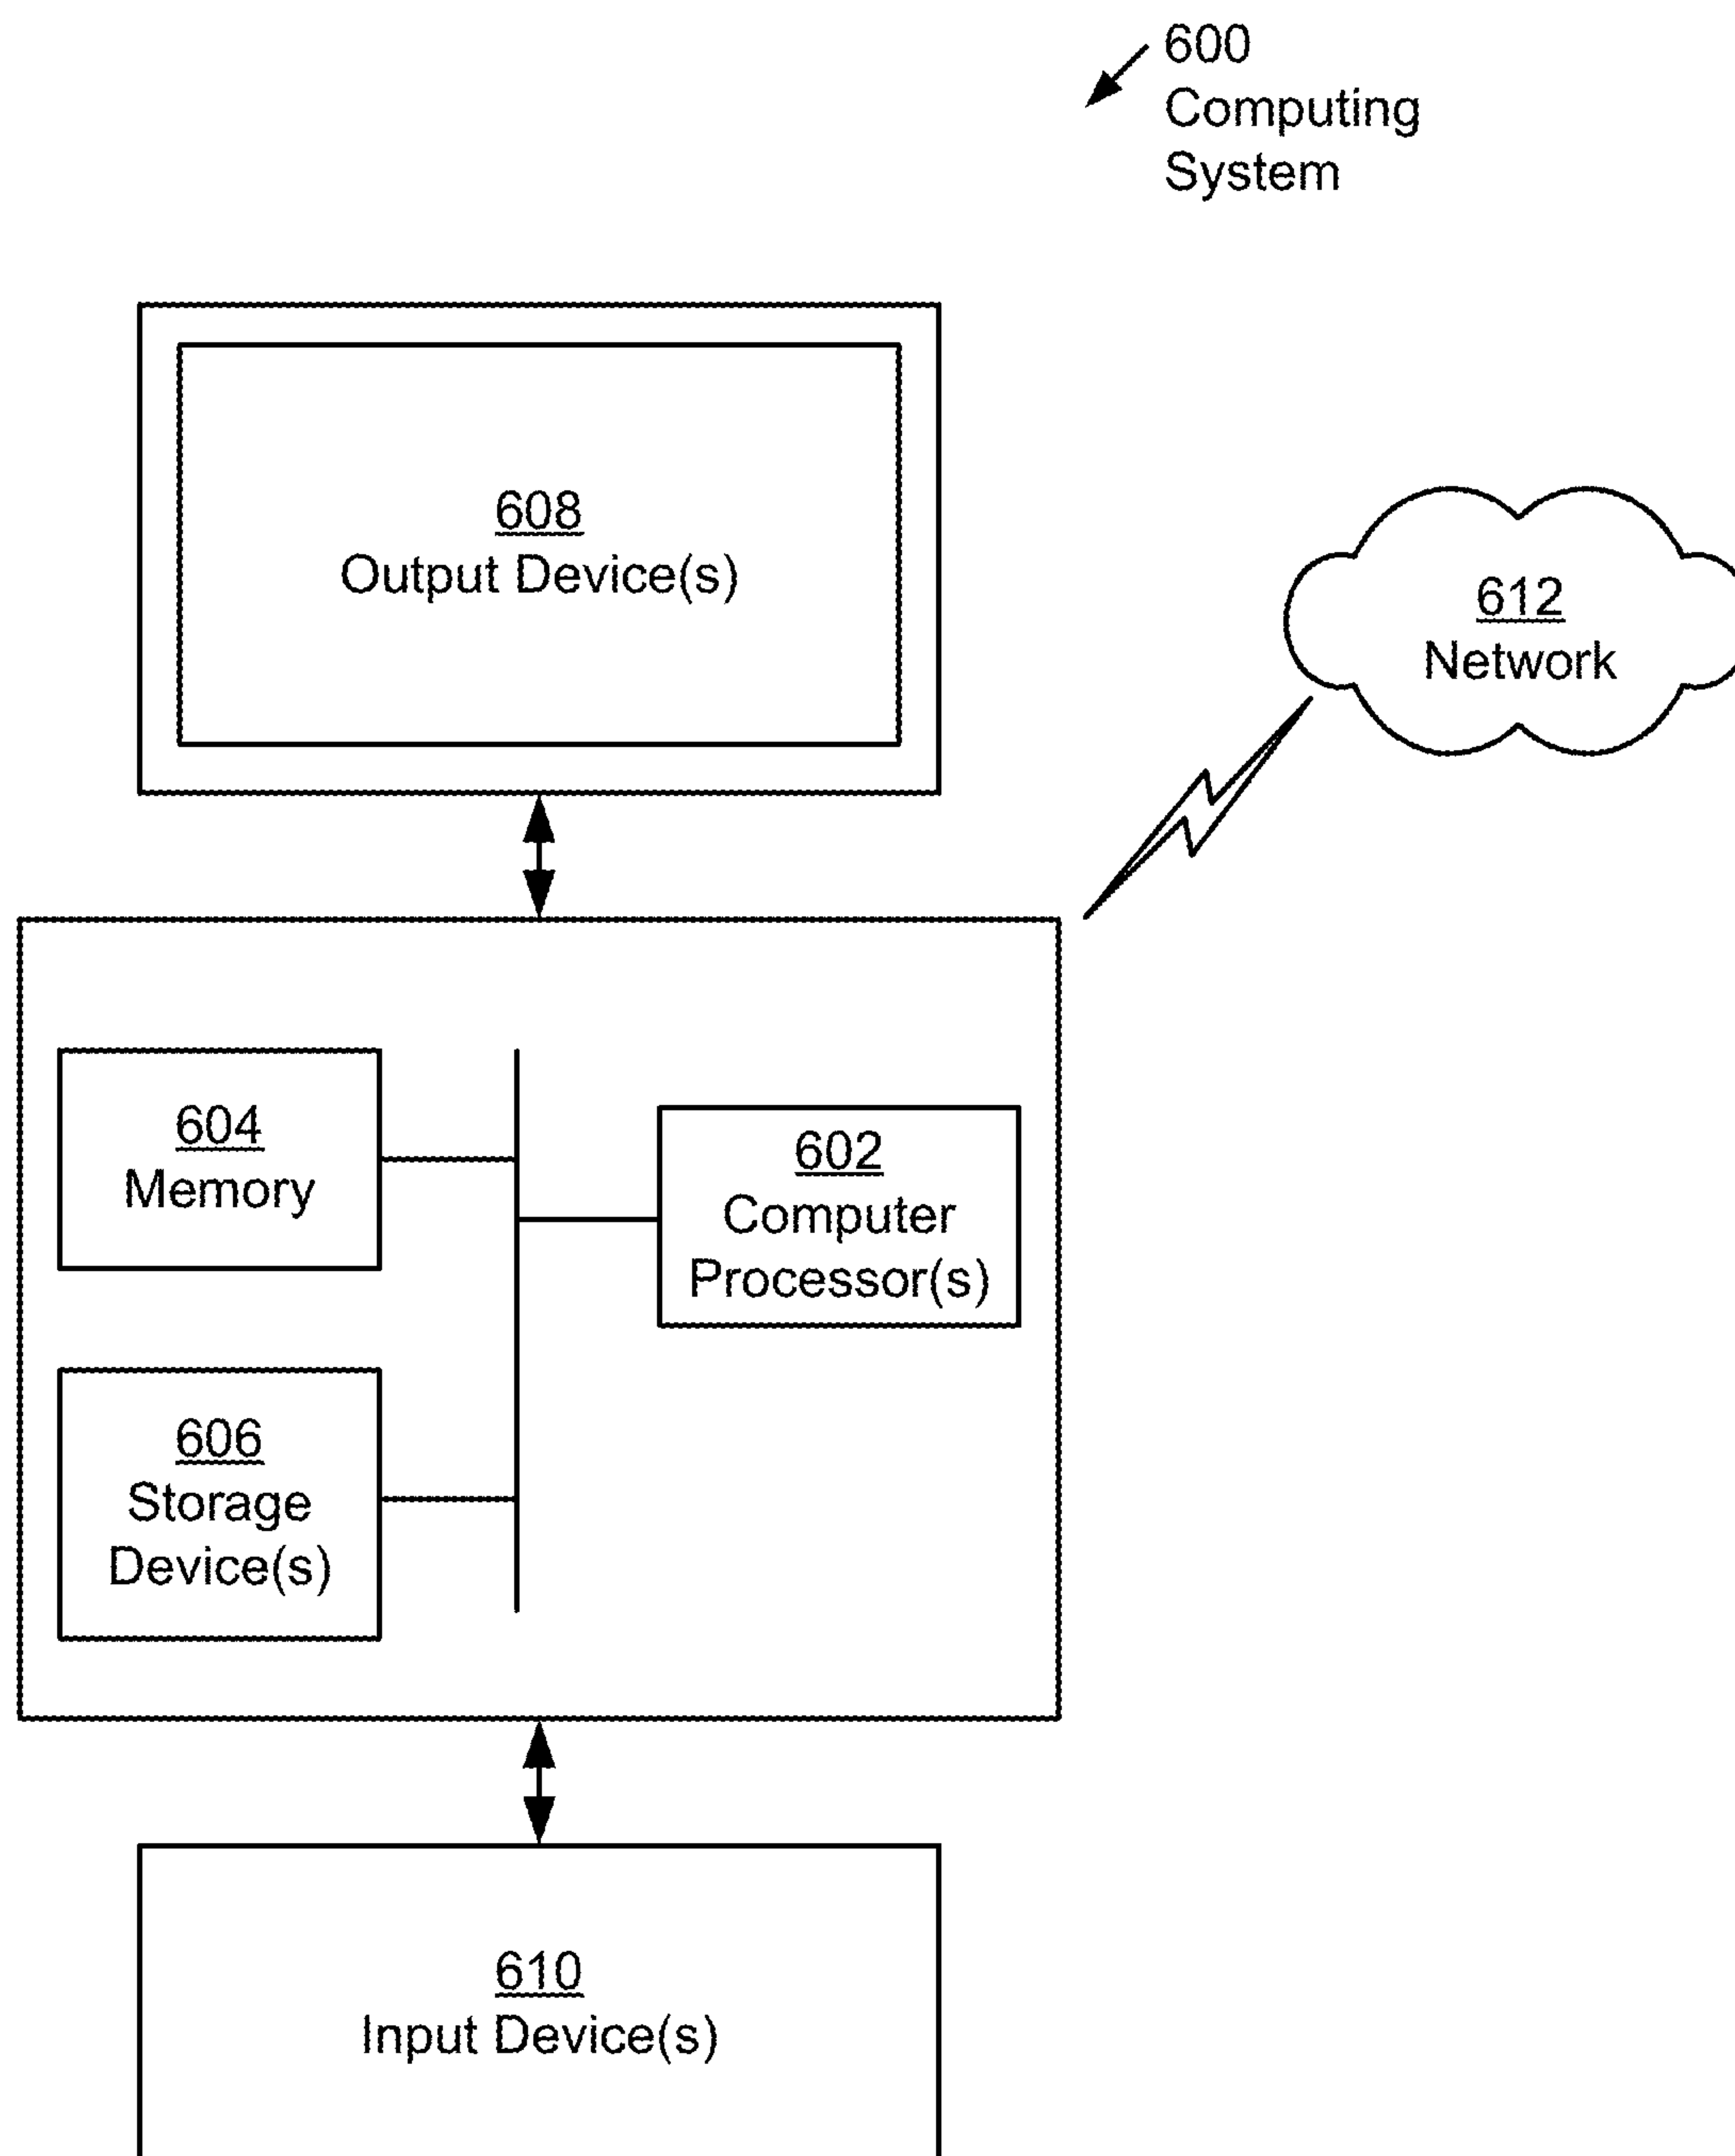 600
Computing
System
608
Output Device(s)
612
Network
604
Memory
602
Computer
Processor(s)
606
Storage
Device(s)
610
Input Device(s)